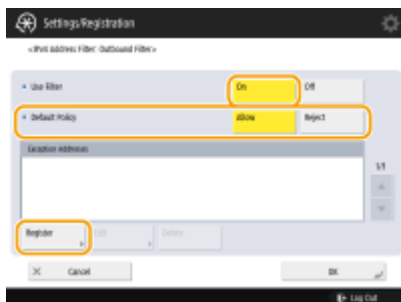 Settings/Registration
<IPv6 Address Filter: Outbound Filter>
Use Filter
On
Off
Default Policy
Allow
Reject
Exception Addresses
1/1
Register
Edit
Delete
Cancel
OK
Log Out